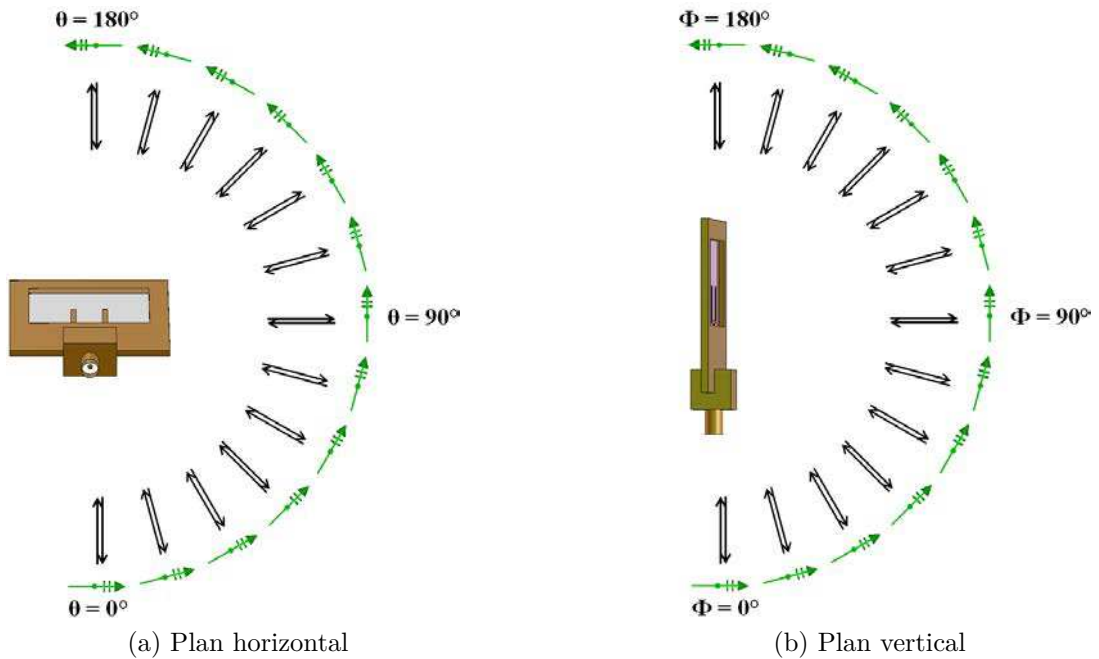 θ = 180°
Φ = 180°
θ = 90°
Φ = 90°
θ = 0°
Φ = 0°
(a) Plan horizontal
(b) Plan vertical